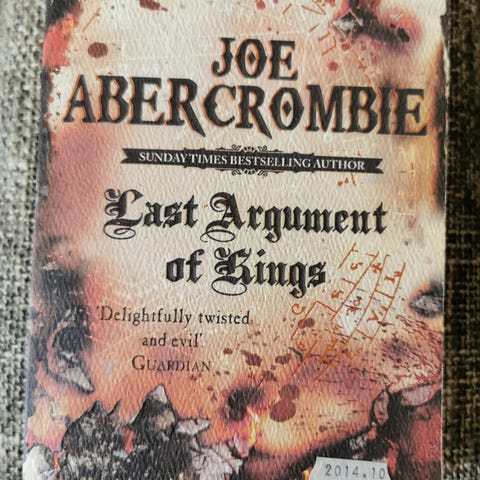 JOE
ABERCROMBIE
SUNDAY TIMES BESTSELLING AUTHOR
Last Argument
of Kings
'Delightfully twisted
and evil'
GUARDIAN
2014.10